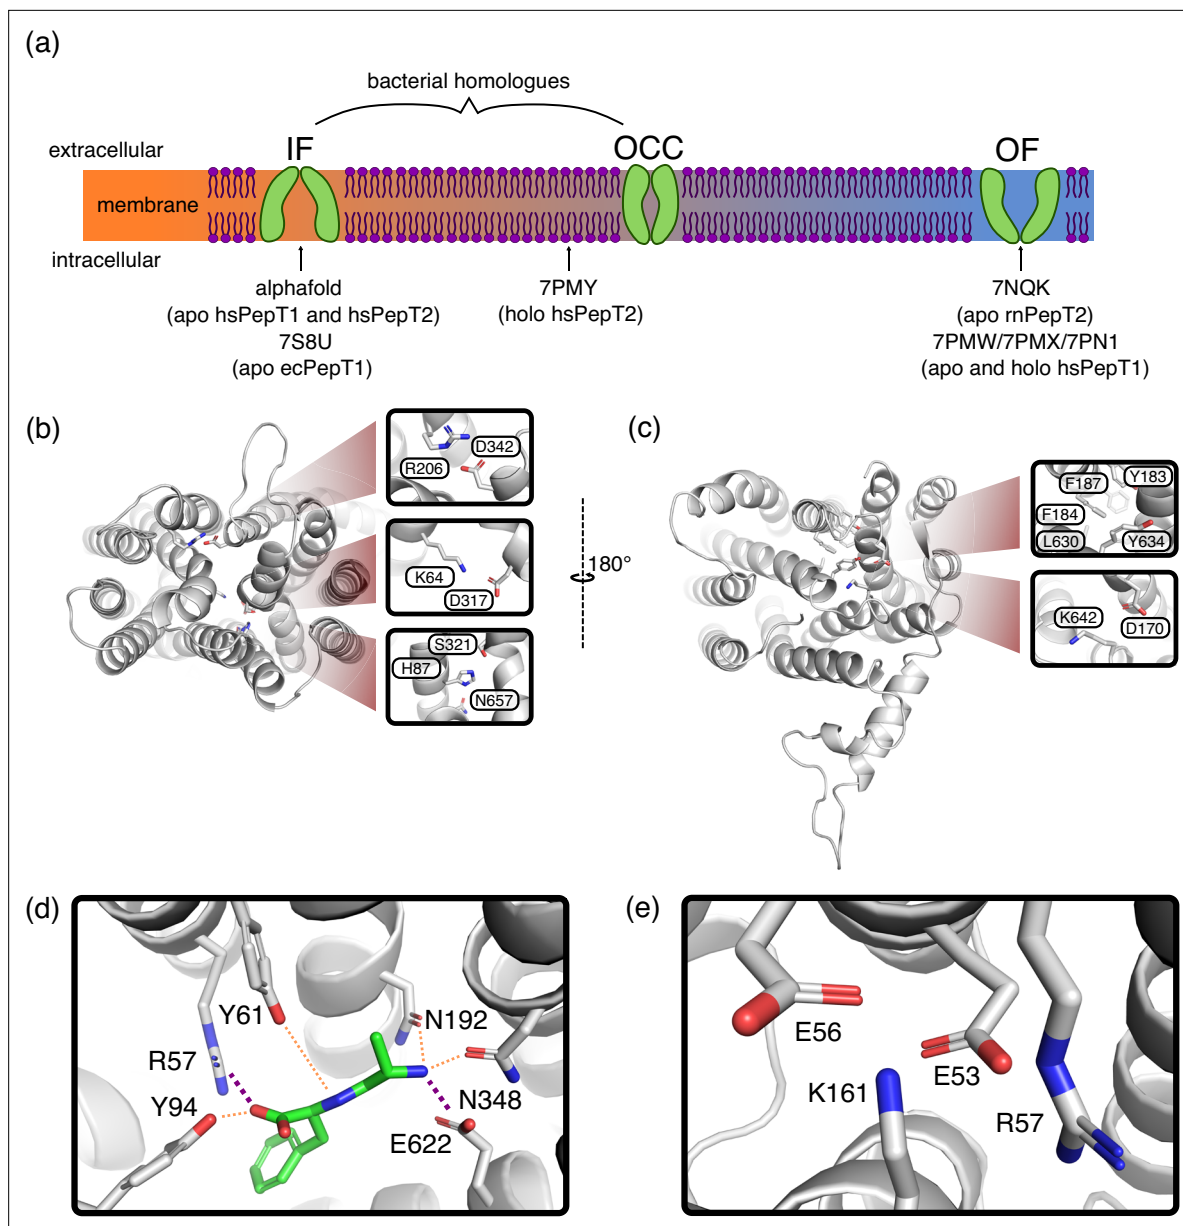 (a)
bacterial homologues
extracellular
IF
OCC
OF
membrane
intracellular
alphafold
(apo hsPepT1 and hsPepT2)
7S8U
(apo ecPepT1)
7PMY
(holo hsPepT2)
7NQK
(apo rnPepT2)
7PMW/7PMX/7PN1
(apo and holo hsPepT1)
(b)
D342
R206
K64
D317
S321
H87
N657
180°
(c)
Y183
F187
F184
L630
Y634
K642
D170
(d)
Y61
N192
R57
Y94
N348
E622
(e)
E56
E53
K161
R57